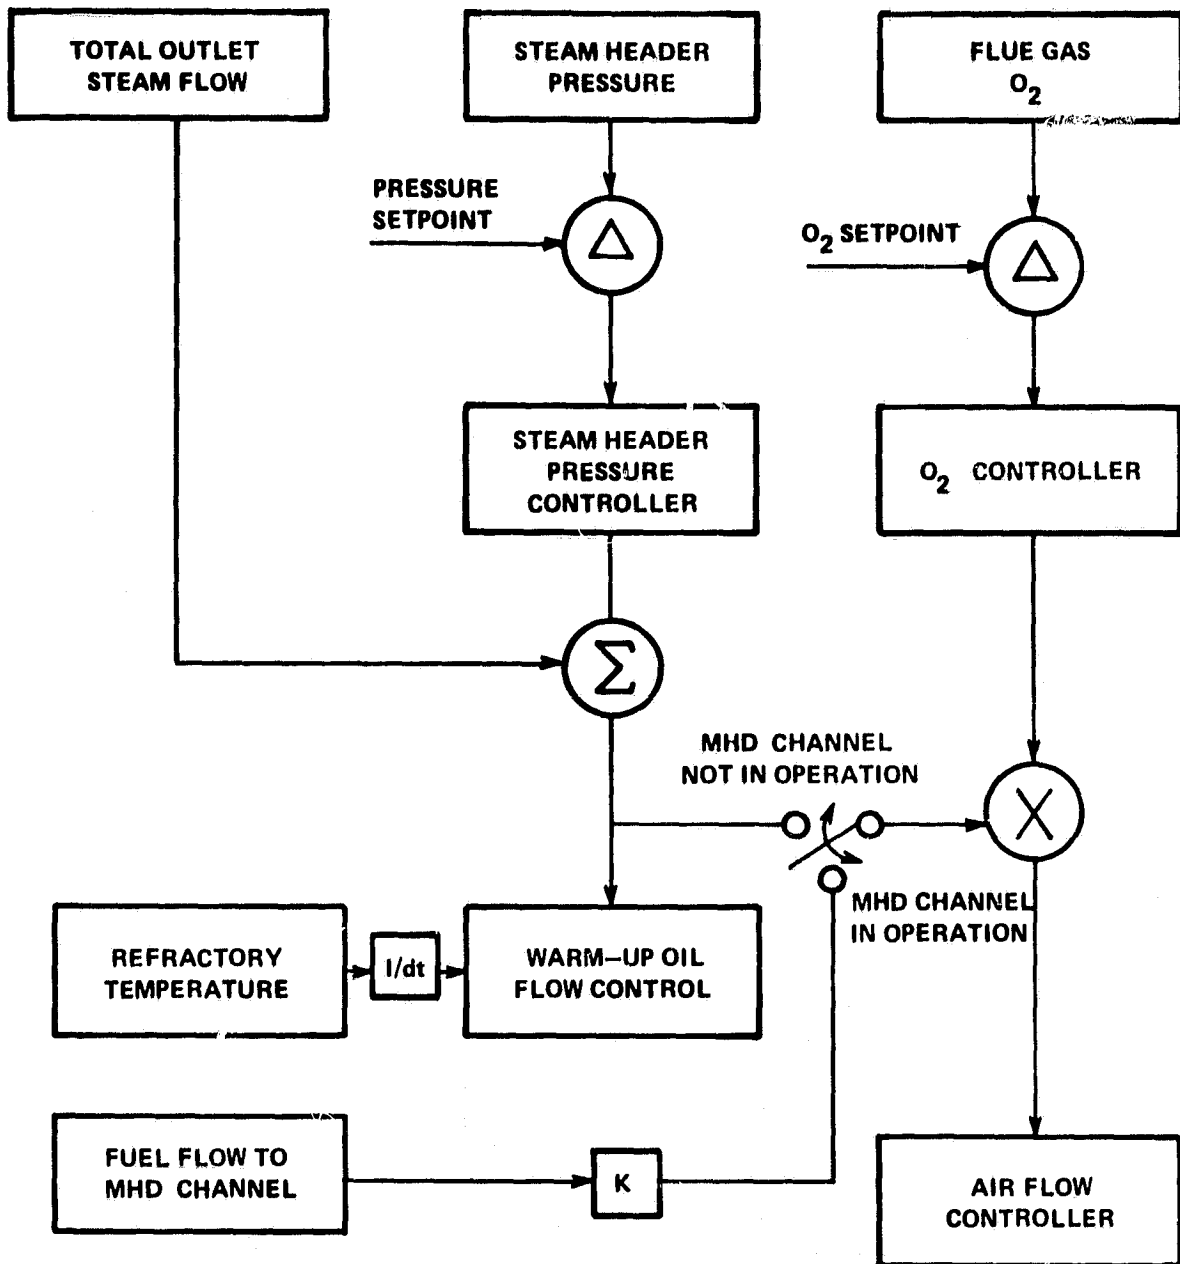 TOTAL OUTLET
STEAM FLOW
STEAM HEADER
PRESSURE
FLUE GAS
O2
PRESSURE
SETPOINT
Δ
O2 SETPOINT
Δ
STEAM HEADER
PRESSURE
CONTROLLER
O2 CONTROLLER
Σ
MHD CHANNEL
NOT IN OPERATION
X
MHD CHANNEL
IN OPERATION
REFRACTORY
TEMPERATURE
I/dt
WARM–UP OIL
FLOW CONTROL
FUEL FLOW TO
MHD CHANNEL
K
AIR FLOW
CONTROLLER